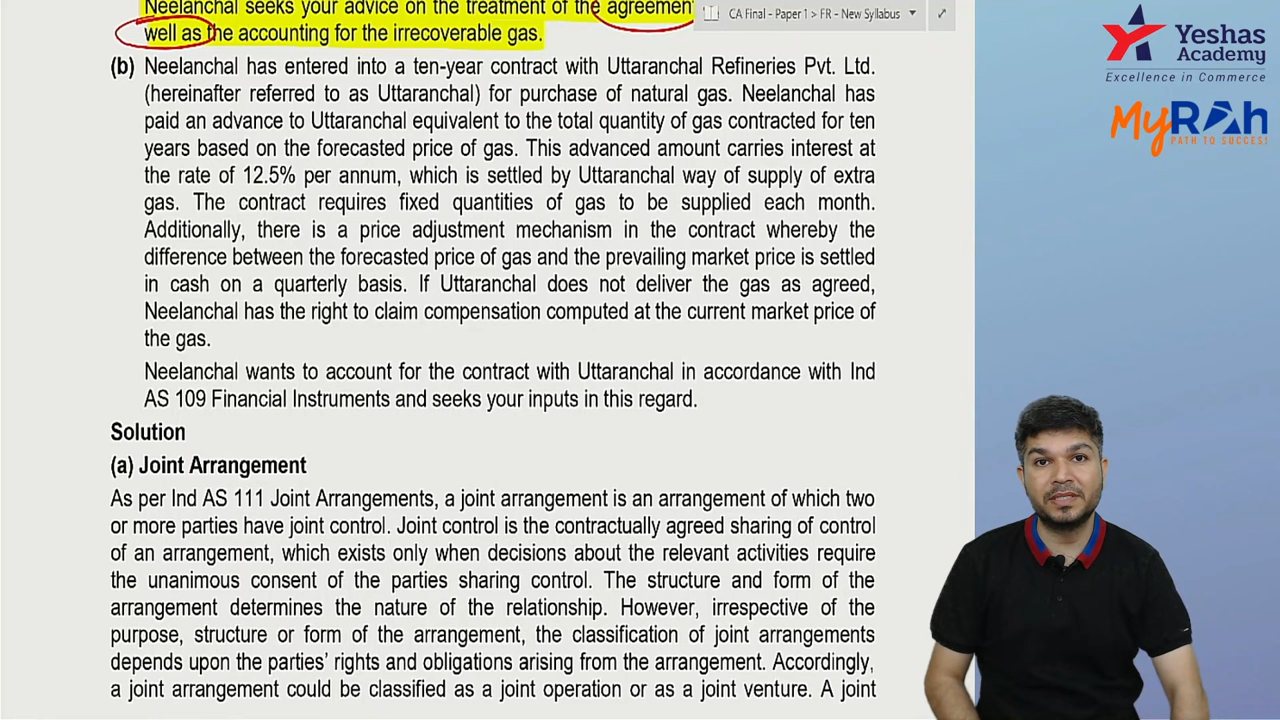 Neelanchal seeks your advice on the treatment of the agreemen
well as the accounting for the irrecoverable gas.
CA Final - Paper 1 > FR - New Syllabus
Yeshas
Academy
Excellence in Commerce
MyRAh
PATH TO SUCCESS!
(b) Neelanchal has entered into a ten-year contract with Uttaranchal Refineries Pvt. Ltd.
(hereinafter referred to as Uttaranchal) for purchase of natural gas. Neelanchal has
paid an advance to Uttaranchal equivalent to the total quantity of gas contracted for ten
years based on the forecasted price of gas. This advanced amount carries interest at
the rate of 12.5% per annum, which is settled by Uttaranchal way of supply of extra
gas. The contract requires fixed quantities of gas to be supplied each month.
Additionally, there is a price adjustment mechanism in the contract whereby the
difference between the forecasted price of gas and the prevailing market price is settled
in cash on a quarterly basis. If Uttaranchal does not deliver the gas as agreed,
Neelanchal has the right to claim compensation computed at the current market price of
the gas.
Neelanchal wants to account for the contract with Uttaranchal in accordance with Ind
AS 109 Financial Instruments and seeks your inputs in this regard.
Solution
(a) Joint Arrangement
As per Ind AS 111 Joint Arrangements, a joint arrangement is an arrangement of which two
or more parties have joint control. Joint control is the contractually agreed sharing of control
of an arrangement, which exists only when decisions about the relevant activities require
the unanimous consent of the parties sharing control. The structure and form of the
arrangement determines the nature of the relationship. However, irrespective of the
purpose, structure or form of the arrangement, the classification of joint arrangements
depends upon the parties' rights and obligations arising from the arrangement. Accordingly,
a joint arrangement could be classified as a joint operation or as a joint venture. A joint